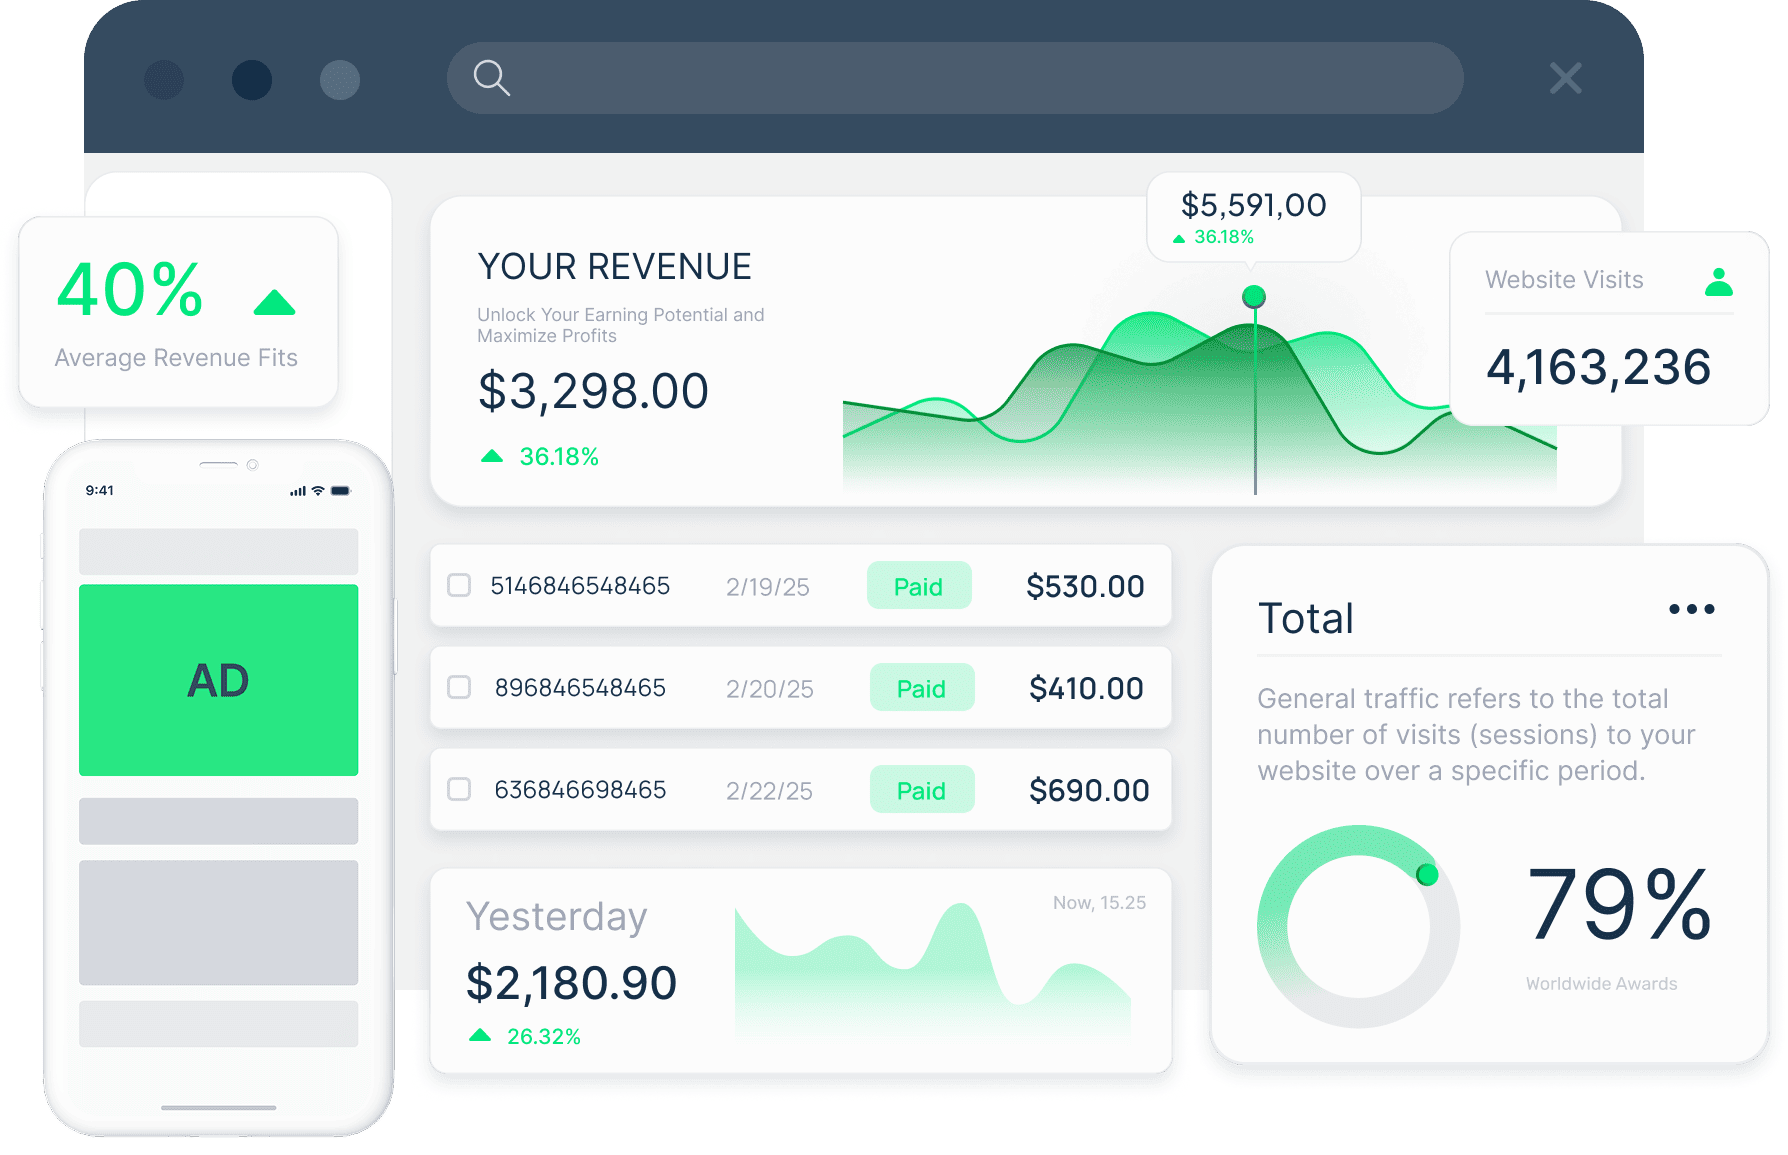 $5,591,00
36.18%
YOUR REVENUE
Unlock Your Earning Potential and
Maximize Profits
$3,298.00
36.18%
Website Visits
4,163,236
40%
Average Revenue Fits
9:41
AD
5146846548465 2/19/25 Paid $530.00
896846548465 2/20/25 Paid $410.00
636846698465 2/22/25 Paid $690.00
Yesterday
Now, 15.25
$2,180.90
26.32%
Total
General traffic refers to the total
number of visits (sessions) to your
website over a specific period.
79%
Worldwide Awards